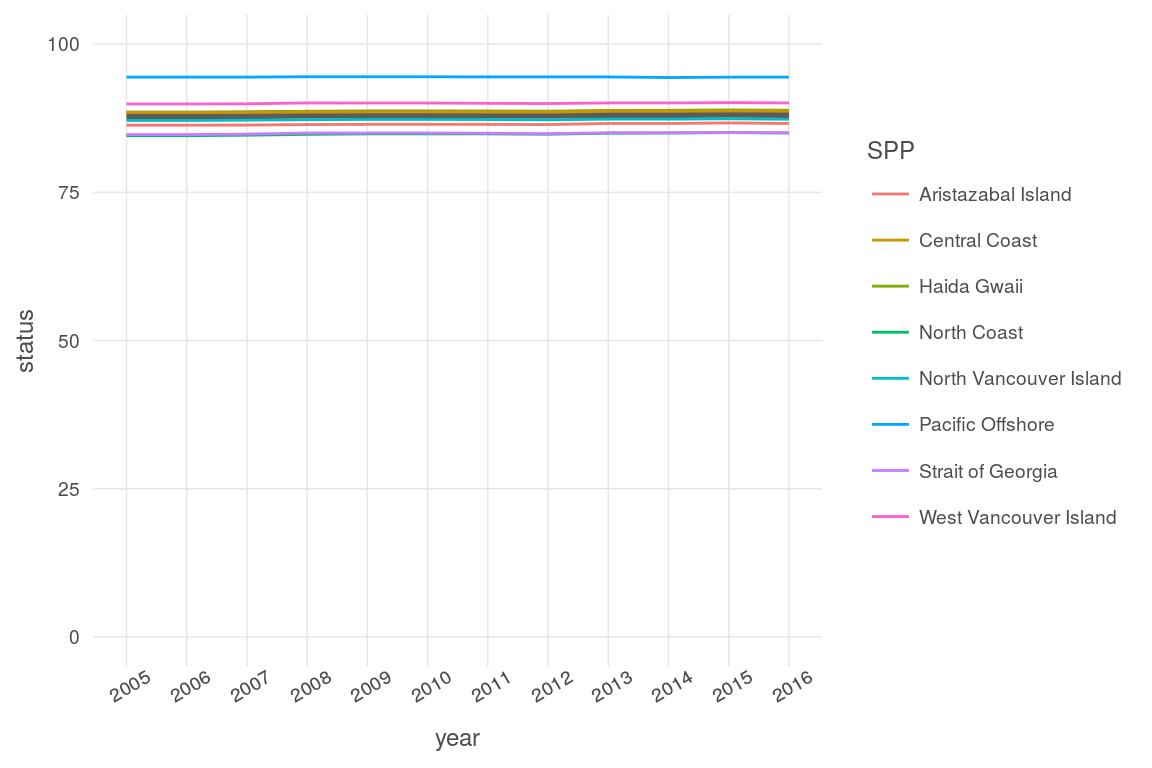 100
75
50
25
0
status
2005 2006 2007 2008 2009 2010 2011 2012 2013 2014 2015 2016
year
SPP
Aristazabal Island
Central Coast
Haida Gwaii
North Coast
North Vancouver Island
Pacific Offshore
Strait of Georgia
West Vancouver Island